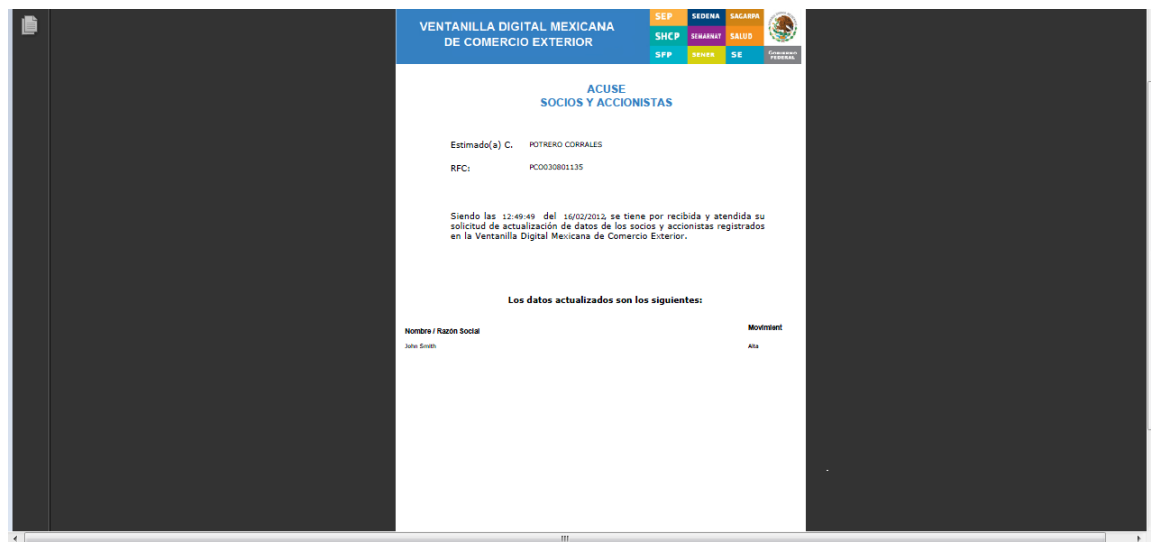 VENTANILLA DIGITAL MEXICANA
DE COMERCIO EXTERIOR
SEP SEDENA SAGARPA
SHCP SEMARNAT SALUD
SFP SENER SE GOBIERNO
FEDERAL
ACUSE
SOCIOS Y ACCIONISTAS
Estimado(a) C. POTRERO CORRALES
RFC: PCO030801135
Siendo las 12:49:49 del 16/02/2012, se tiene por recibida y atendida su
solicitud de actualización de datos de los socios y accionistas registrados
en la Ventanilla Digital Mexicana de Comercio Exterior.
Los datos actualizados son los siguientes:
Nombre / Razón Social Movimient
John Smith Alta